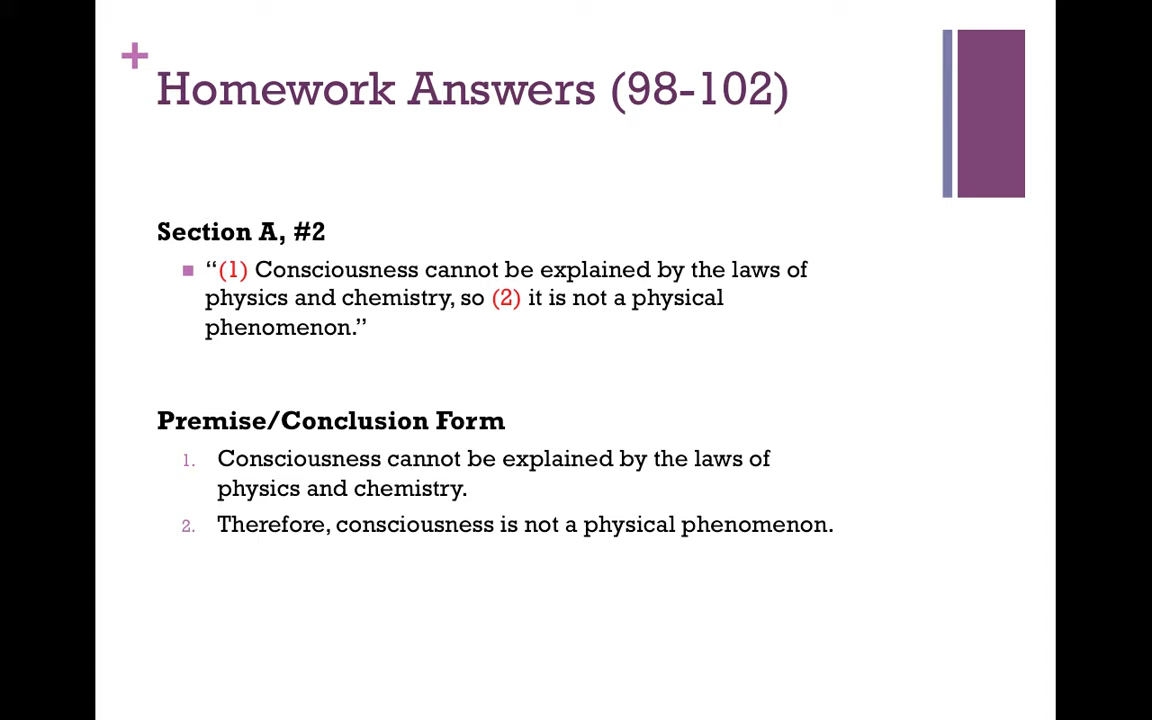 +
Homework Answers (98-102)
Section A, #2
“(1) Consciousness cannot be explained by the laws of
physics and chemistry, so (2) it is not a physical
phenomenon.”
Premise/Conclusion Form
1. Consciousness cannot be explained by the laws of
physics and chemistry.
2. Therefore, consciousness is not a physical phenomenon.